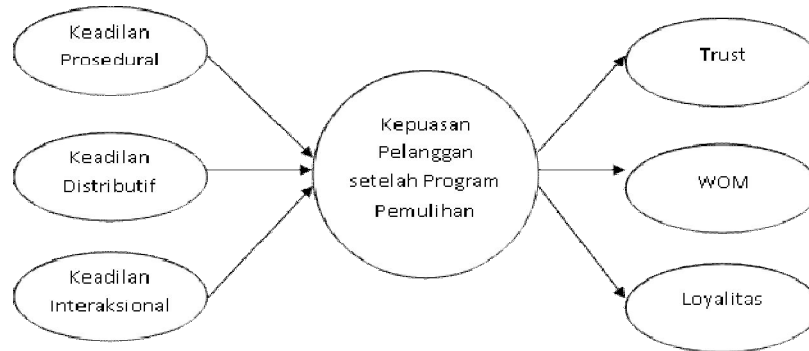 Keadilan
Prosedural
Keadilan
Distributif
Keadilan
Interaksional
Kepuasan
Pelanggan
setelah Program
Pemulihan
Trust
WOM
Loyalitas